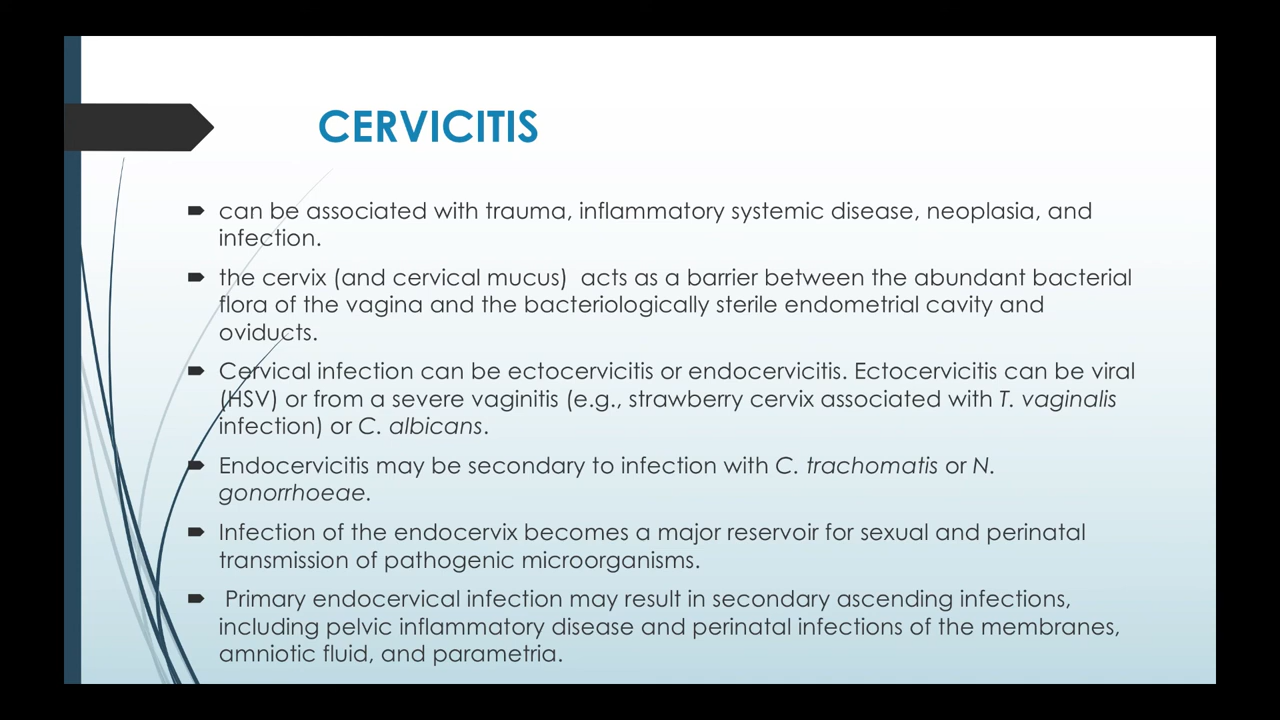 CERVICITIS
can be associated with trauma, inflammatory systemic disease, neoplasia, and
infection.
the cervix (and cervical mucus)  acts as a barrier between the abundant bacterial
flora of the vagina and the bacteriologically sterile endometrial cavity and
oviducts.
Cervical infection can be ectocervicitis or endocervicitis. Ectocervicitis can be viral
(HSV) or from a severe vaginitis (e.g., strawberry cervix associated with T. vaginalis
infection) or C. albicans.
Endocervicitis may be secondary to infection with C. trachomatis or N.
gonorrhoeae.
Infection of the endocervix becomes a major reservoir for sexual and perinatal
transmission of pathogenic microorganisms.
Primary endocervical infection may result in secondary ascending infections,
including pelvic inflammatory disease and perinatal infections of the membranes,
amniotic fluid, and parametria.